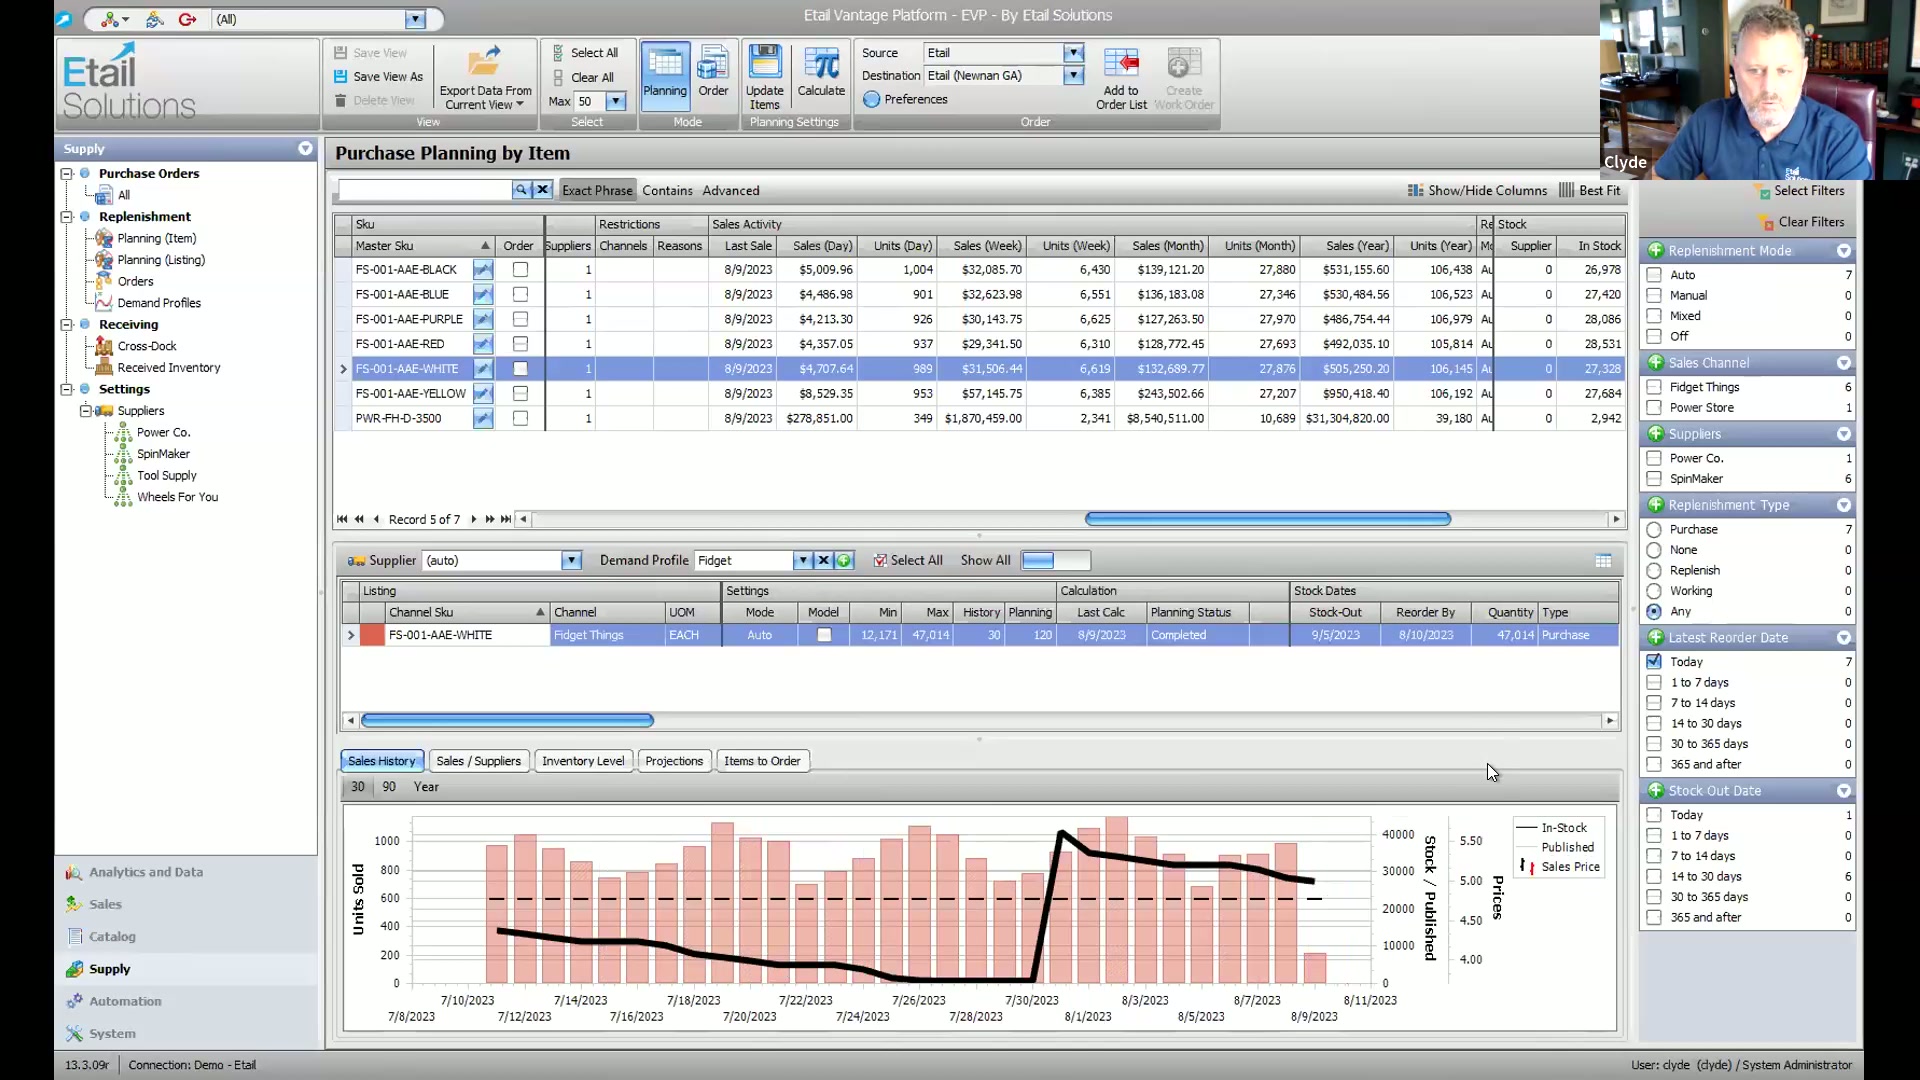 (All)
Etail Vantage Platform - EVP - By Etail Solutions
Etail
Solutions
Save View
Save View As
Delete View
Export Data From
Current View
View
Select All
Clear All
Max 50
Select
Planning
Order
Mode
Update
Items
Calculate
Planning Settings
Source Etail
Destination Etail (Newnan GA)
Preferences
Add to
Order List
Create
Work Order
Order
Clyde
Supply
Purchase Orders
All
Replenishment
Planning (Item)
Planning (Listing)
Orders
Demand Profiles
Receiving
Cross-Dock
Received Inventory
Settings
Suppliers
Power Co.
SpinMaker
Tool Supply
Wheels For You
Analytics and Data
Sales
Catalog
Supply
Automation
System
Purchase Planning by Item
Exact Phrase Contains Advanced
Show/Hide Columns Best Fit
Sku Restrictions Sales Activity Re Stock
Master Sku Order Suppliers Channels Reasons Last Sale Sales (Day) Units (Day) Sales (Week) Units (Week) Sales (Month) Units (Month) Sales (Year) Units (Year) Mo Supplier In Stock
FS-001-AAE-BLACK 1 8/9/2023 $5,009.96 1,004 $32,085.70 6,430 $139,121.20 27,880 $531,155.60 106,438 Au 0 26,978
FS-001-AAE-BLUE 1 8/9/2023 $4,486.98 901 $32,623.98 6,551 $136,183.08 27,346 $530,484.56 106,523 Au 0 27,420
FS-001-AAE-PURPLE 1 8/9/2023 $4,213.30 926 $30,143.75 6,625 $127,263.50 27,970 $486,754.44 106,979 Au 0 28,086
FS-001-AAE-RED 1 8/9/2023 $4,357.05 937 $29,341.50 6,310 $128,772.45 27,693 $492,035.10 105,814 Au 0 28,531
FS-001-AAE-WHITE 1 8/9/2023 $4,707.64 989 $31,506.44 6,619 $132,689.77 27,876 $505,250.20 106,145 Au 0 27,328
FS-001-AAE-YELLOW 1 8/9/2023 $8,529.35 953 $57,145.75 6,385 $243,502.66 27,207 $950,418.40 106,192 Au 0 27,684
PWR-FH-D-3500 1 8/9/2023 $278,851.00 349 $1,870,459.00 2,341 $8,540,511.00 10,689 $31,304,820.00 39,180 Au 0 2,942
Record 5 of 7
Supplier (auto) Demand Profile Fidget Select All Show All
Listing Settings Calculation Stock Dates
Channel Sku Channel UOM Mode Model Min Max History Planning Last Calc Planning Status Stock-Out Reorder By Quantity Type
FS-001-AAE-WHITE Fidget Things EACH Auto 12,171 47,014 30 120 8/9/2023 Completed 9/5/2023 8/10/2023 47,014 Purchase
Sales History Sales / Suppliers Inventory Level Projections Items to Order
30 90 Year
Units Sold
1000
800
600
400
200
0
40000
30000
20000
10000
0
Stock / Published
5.50
5.00
4.50
4.00
Prices
In-Stock
Published
Sales Price
7/10/2023 7/14/2023 7/18/2023 7/22/2023 7/26/2023 7/30/2023 8/3/2023 8/7/2023 8/11/2023
7/8/2023 7/12/2023 7/16/2023 7/20/2023 7/24/2023 7/28/2023 8/1/2023 8/5/2023 8/9/2023
Select Filters
Clear Filters
Replenishment Mode
Auto 7
Manual 0
Mixed 0
Off 0
Sales Channel
Fidget Things 6
Power Store 1
Suppliers
Power Co. 1
SpinMaker 6
Replenishment Type
Purchase 7
None 0
Replenish 0
Working 0
Any 0
Latest Reorder Date
Today 7
1 to 7 days 0
7 to 14 days 0
14 to 30 days 0
30 to 365 days 0
365 and after 0
Stock Out Date
Today 1
1 to 7 days 0
7 to 14 days 0
14 to 30 days 6
30 to 365 days 0
365 and after 0
13.3.09r Connection: Demo - Etail
User: clyde (clyde) / System Administrator